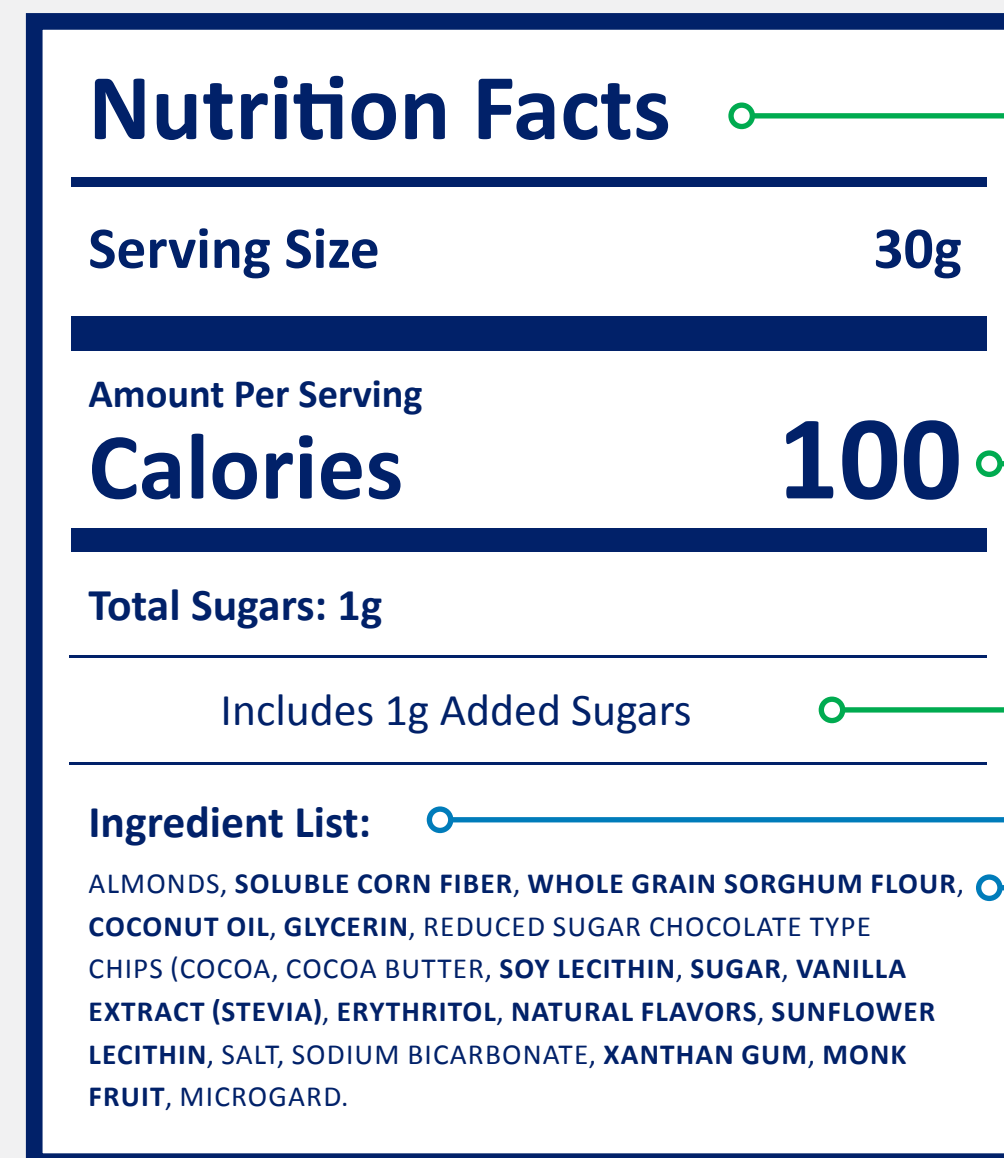 Nutrition Facts
Serving Size 30g
Amount Per Serving
Calories 100
Total Sugars: 1g
Includes 1g Added Sugars
Ingredient List:
ALMONDS, SOLUBLE CORN FIBER, WHOLE GRAIN SORGHUM FLOUR,
COCONUT OIL, GLYCERIN, REDUCED SUGAR CHOCOLATE TYPE
CHIPS (COCOA, COCOA BUTTER, SOY LECITHIN, SUGAR, VANILLA
EXTRACT (STEVIA), ERYTHRITOL, NATURAL FLAVORS, SUNFLOWER
LECITHIN, SALT, SODIUM BICARBONATE, XANTHAN GUM, MONK
FRUIT, MICROGARD.